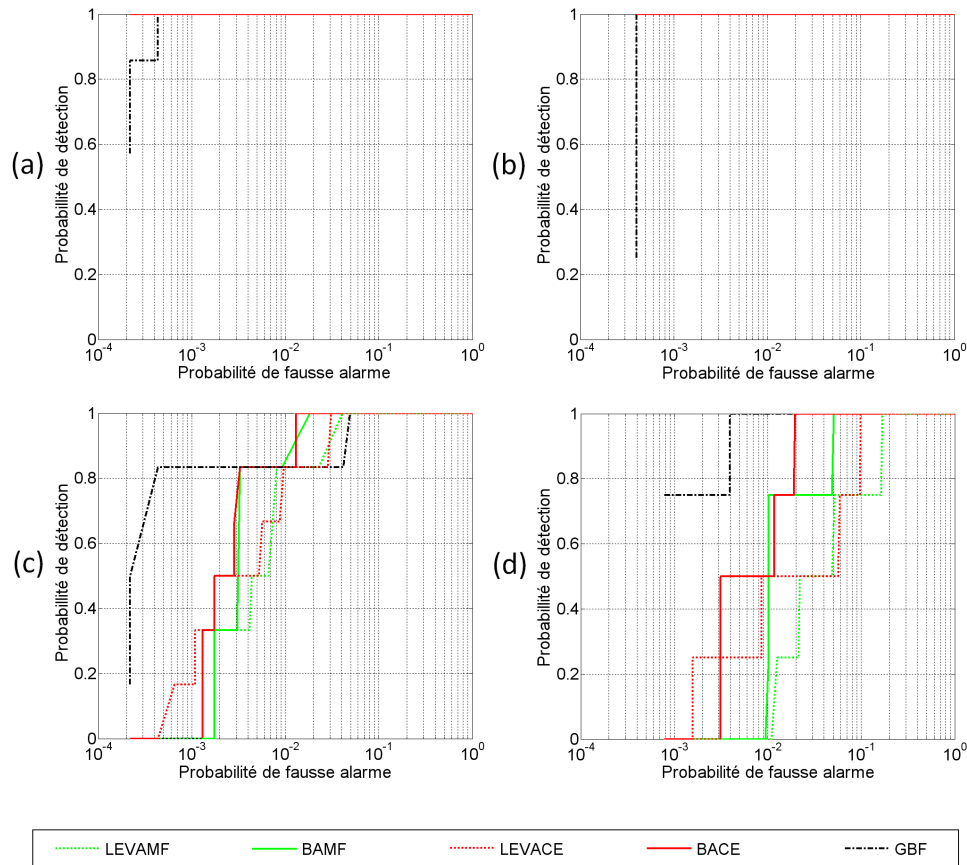 (a)
Probabillité de détection
1
0.8
0.6
0.4
0.2
0
10^-4 10^-3 10^-2 10^-1 10^0
Probabilité de fausse alarme
(b)
Probabillité de détection
1
0.8
0.6
0.4
0.2
0
10^-4 10^-3 10^-2 10^-1 10^0
Probabilité de fausse alarme
(c)
Probabillité de détection
1
0.8
0.6
0.4
0.2
0
10^-4 10^-3 10^-2 10^-1 10^0
Probabilité de fausse alarme
(d)
Probabillité de détection
1
0.8
0.6
0.4
0.2
0
10^-4 10^-3 10^-2 10^-1 10^0
Probabilité de fausse alarme
LEVAMF BAMF LEVACE BACE GBF